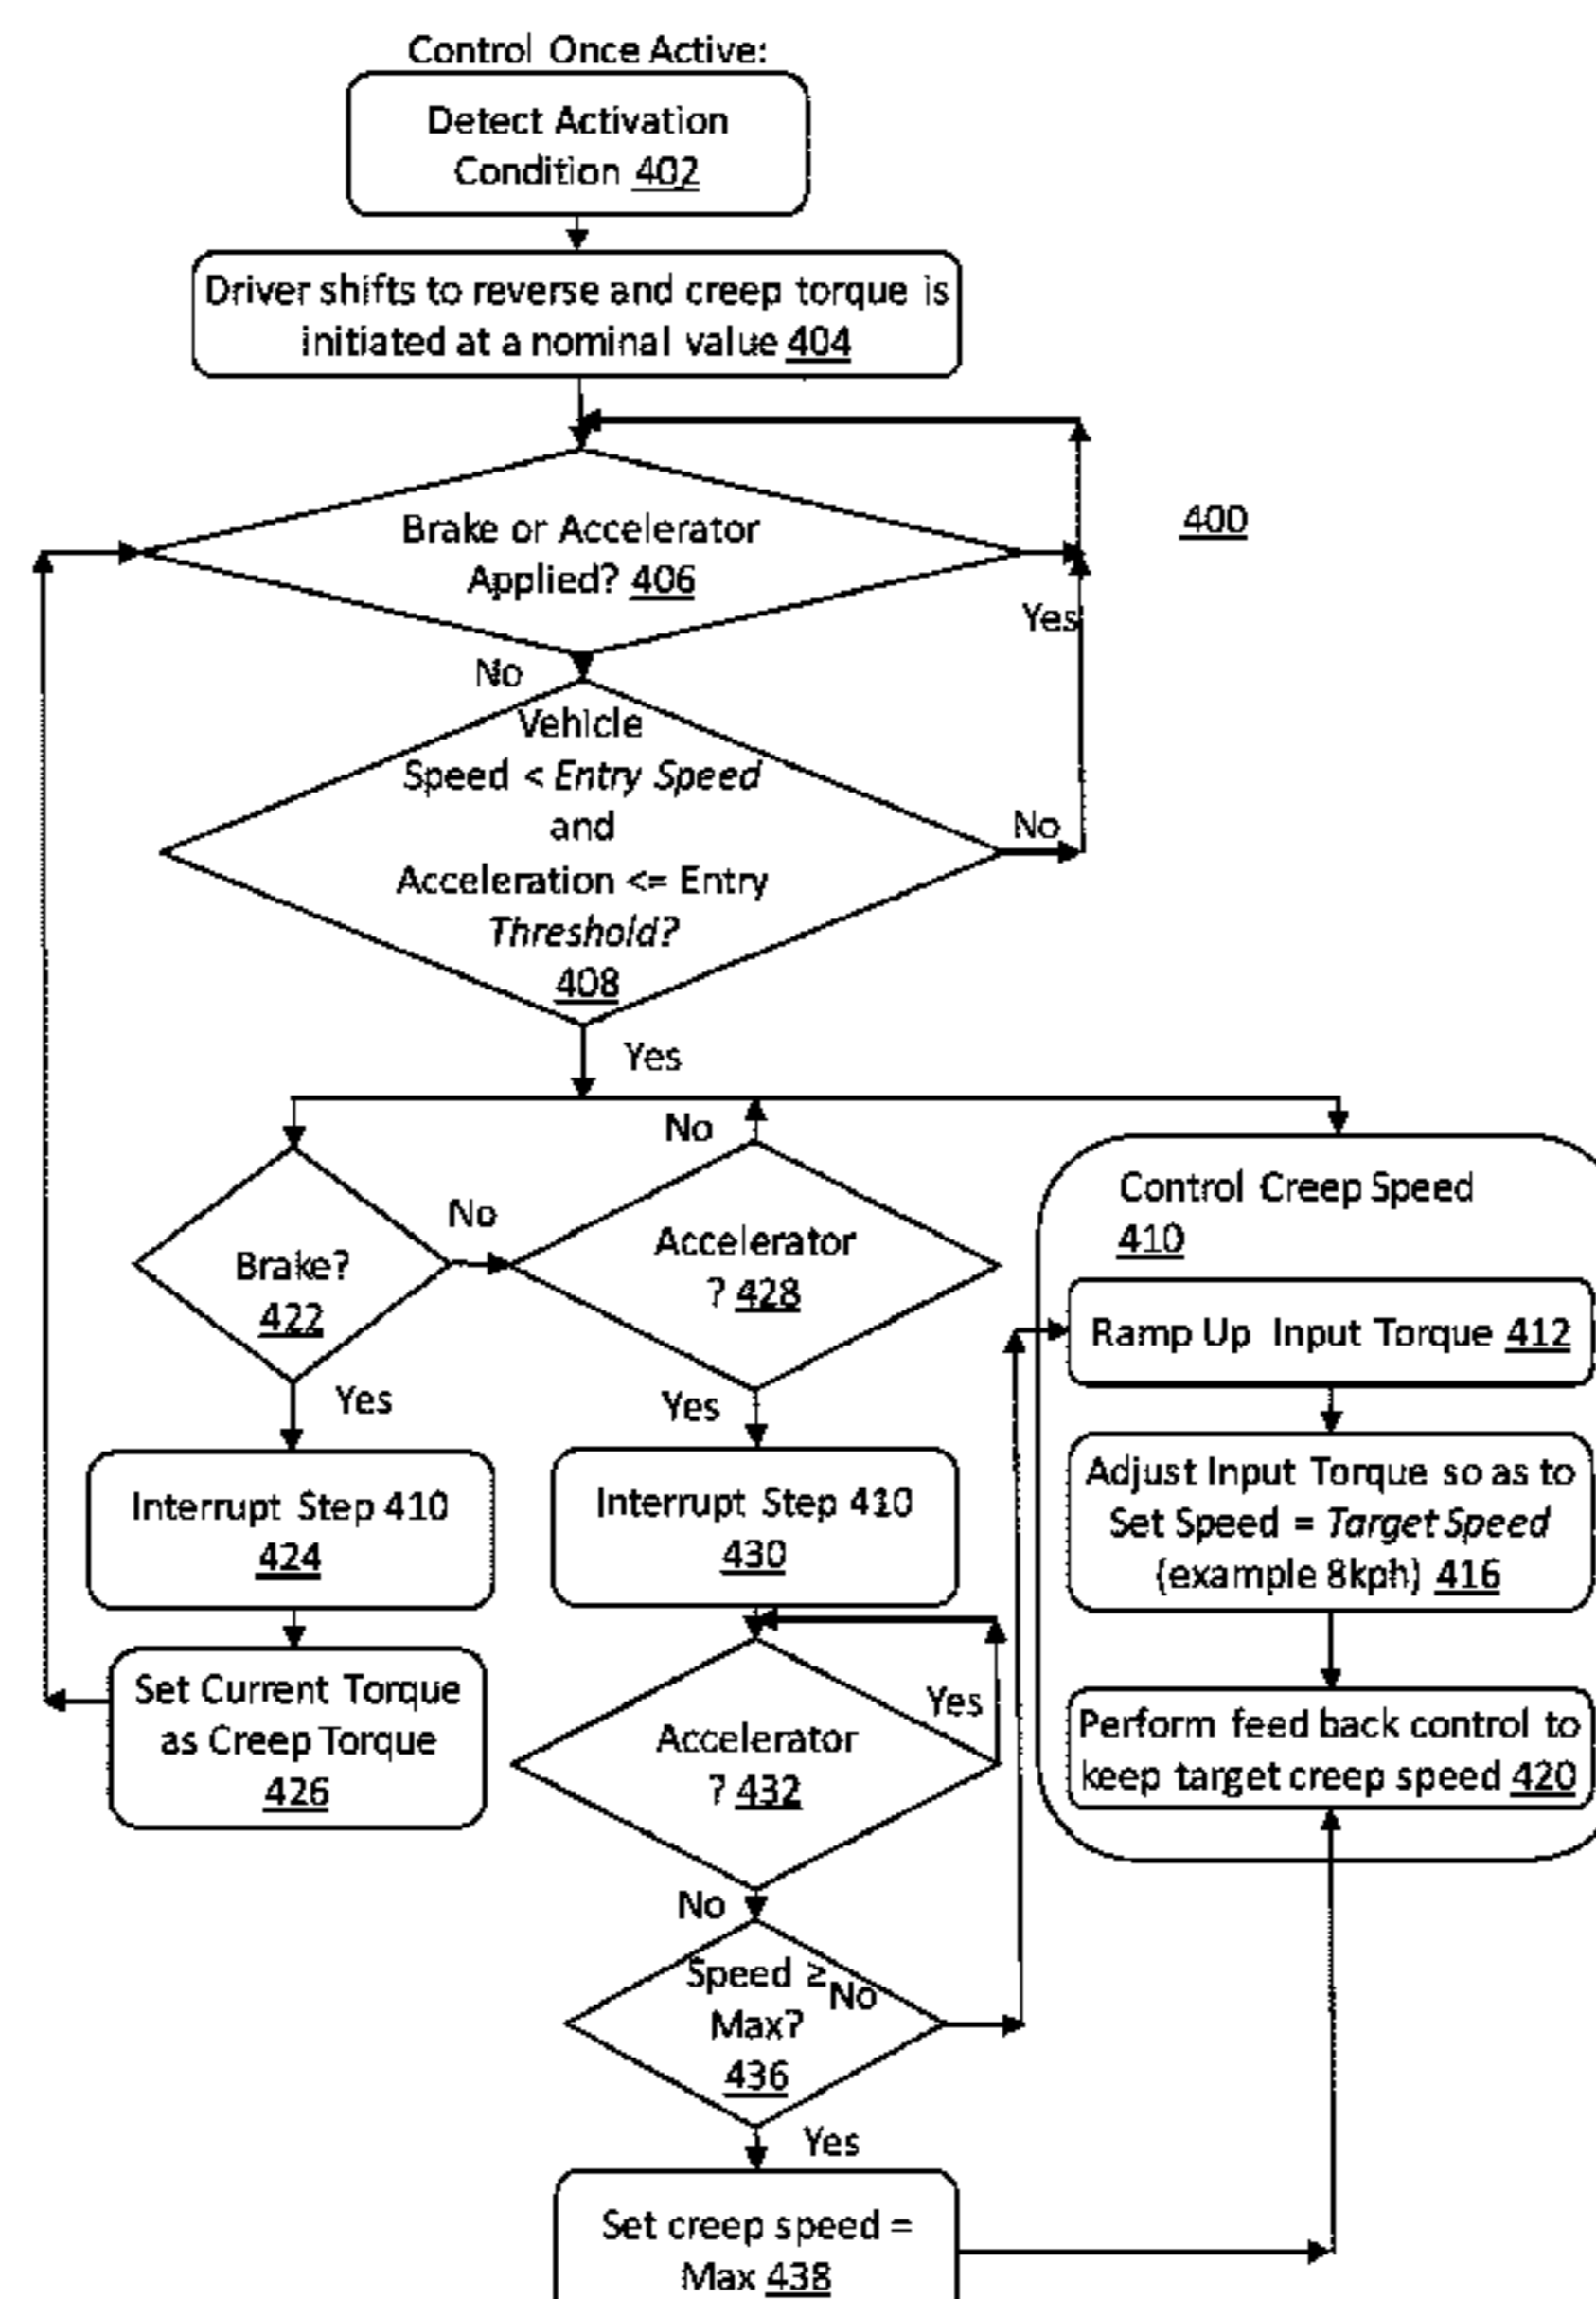 Control Once Active:
Detect Activation
Condition 402
Driver shifts to reverse and creep torque is
initiated at a nominal value 404
400
Brake or Accelerator
Applied? 406
Yes
No
Vehicle
Speed < Entry Speed
and
Acceleration <= Entry
Threshold?
408
No
Yes
Brake?
422
No
Accelerator
? 428
No
Yes
Yes
Interrupt Step 410
424
Set Current Torque
as Creep Torque
426
Interrupt Step 410
430
Accelerator
? 432
Yes
No
Speed ≥
Max?
436
No
Yes
Set creep speed =
Max 438
Control Creep Speed
410
Ramp Up Input Torque 412
Adjust Input Torque so as to
Set Speed = Target Speed
(example 8kph) 416
Perform feed back control to
keep target creep speed 420